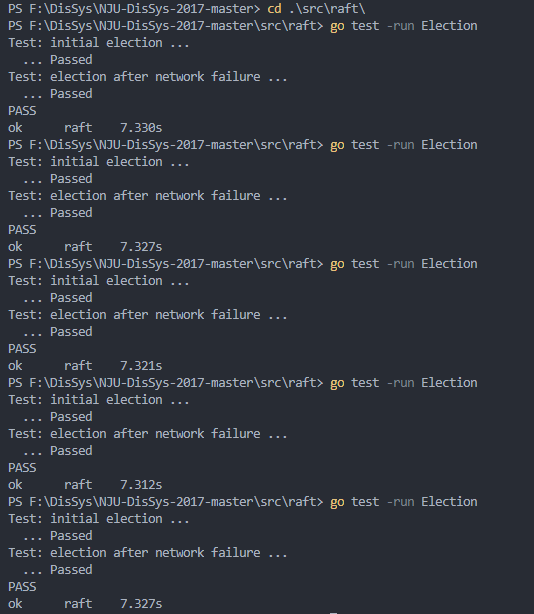 PS F:\DisSys\NJU-DisSys-2017-master> cd .\src\raft\
PS F:\DisSys\NJU-DisSys-2017-master\src\raft> go test -run Election
Test: initial election ...
  ... Passed
Test: election after network failure ...
  ... Passed
PASS
ok      raft    7.330s
PS F:\DisSys\NJU-DisSys-2017-master\src\raft> go test -run Election
Test: initial election ...
  ... Passed
Test: election after network failure ...
  ... Passed
PASS
ok      raft    7.327s
PS F:\DisSys\NJU-DisSys-2017-master\src\raft> go test -run Election
Test: initial election ...
  ... Passed
Test: election after network failure ...
  ... Passed
PASS
ok      raft    7.321s
PS F:\DisSys\NJU-DisSys-2017-master\src\raft> go test -run Election
Test: initial election ...
  ... Passed
Test: election after network failure ...
  ... Passed
PASS
ok      raft    7.312s
PS F:\DisSys\NJU-DisSys-2017-master\src\raft> go test -run Election
Test: initial election ...
  ... Passed
Test: election after network failure ...
  ... Passed
PASS
ok      raft    7.327s